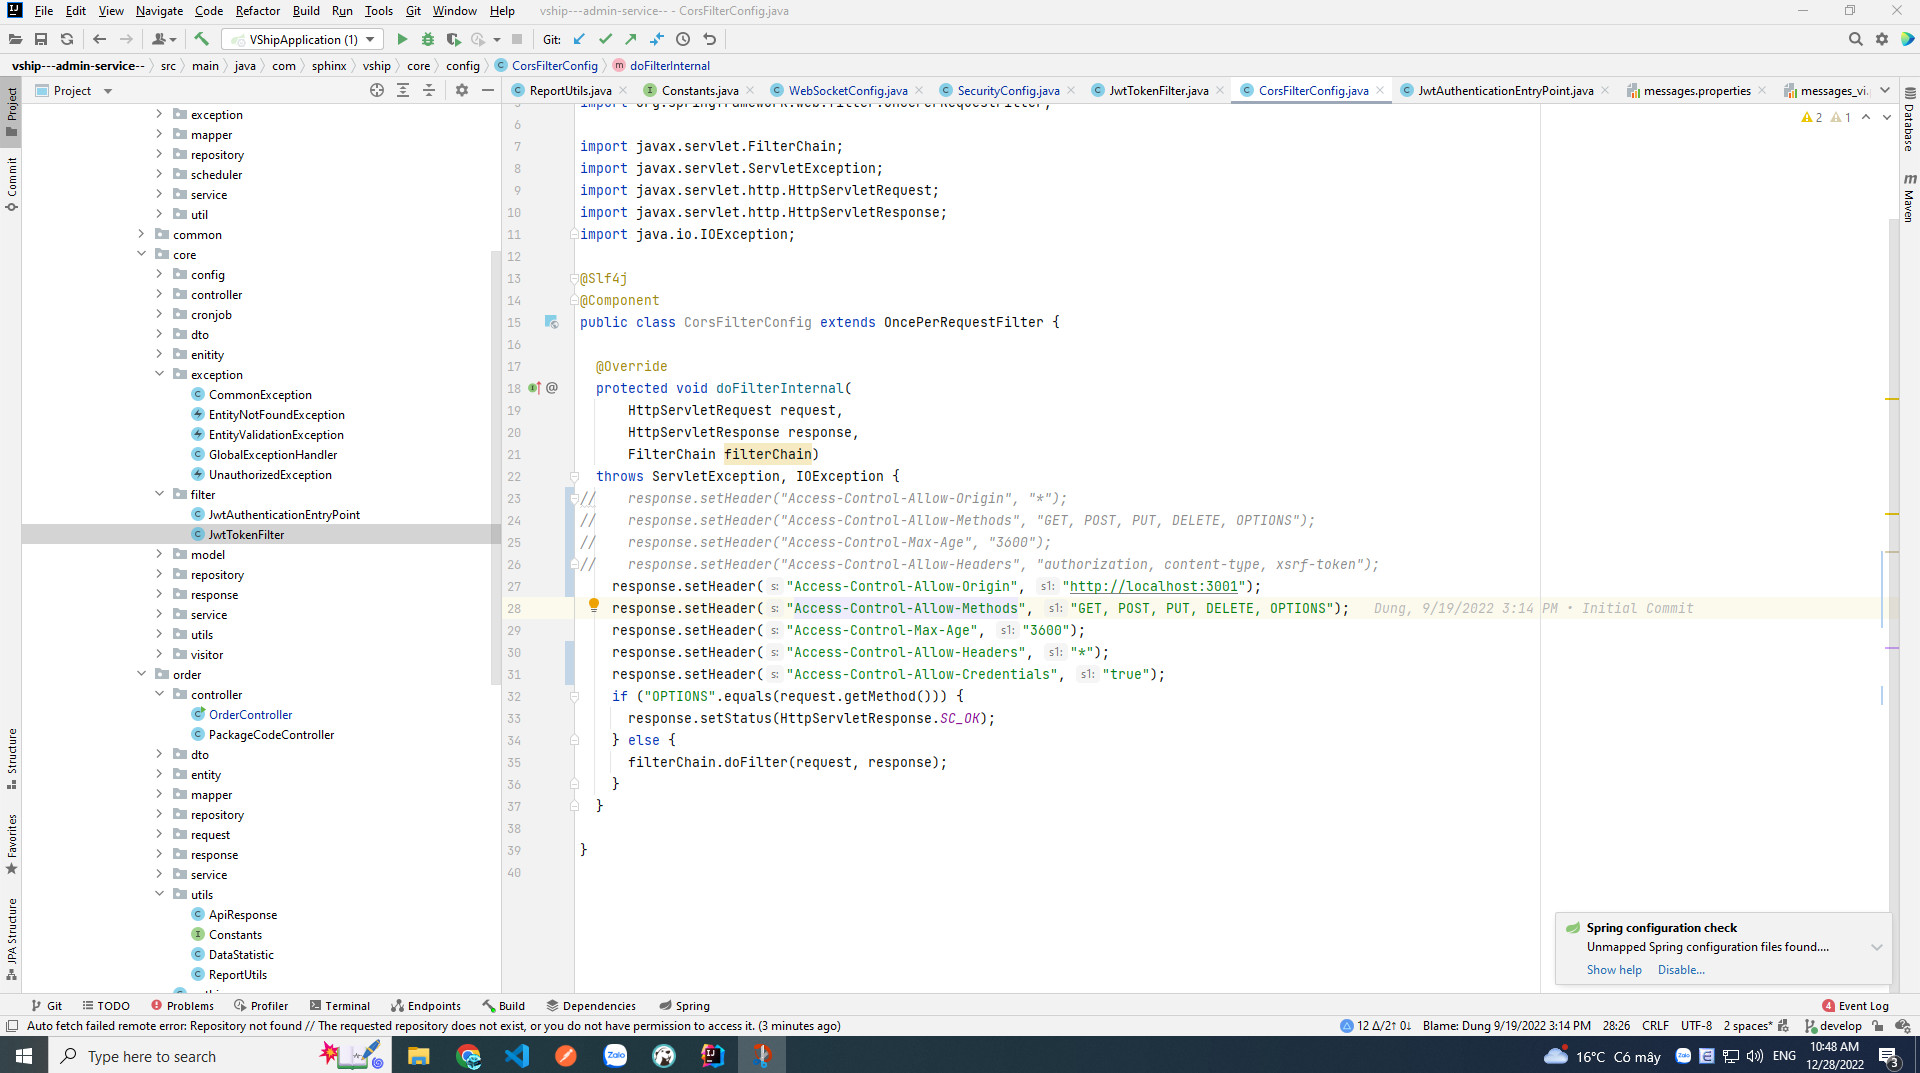 File Edit View Navigate Code Refactor Build Run Tools Git Window Help vship---admin-service-- - CorsFilterConfig.java
VShipApplication (1) Git:
vship---admin-service-- src main java com sphinx vship core config CorsFilterConfig doFilterInternal
Project
ReportUtils.java Constants.java WebSocketConfig.java SecurityConfig.java JwtTokenFilter.java CorsFilterConfig.java JwtAuthenticationEntryPoint.java messages.properties messages_vi.
Project
Commit
Structure
Favorites
JPA Structure
Database
Maven
exception
mapper
repository
scheduler
service
util
common
core
config
controller
cronjob
dto
enitity
exception
CommonException
EntityNotFoundException
EntityValidationException
GlobalExceptionHandler
UnauthorizedException
filter
JwtAuthenticationEntryPoint
JwtTokenFilter
model
repository
response
service
utils
visitor
order
controller
OrderController
PackageCodeController
dto
entity
mapper
repository
request
response
service
utils
ApiResponse
Constants
DataStatistic
ReportUtils
2 1
5 import org.springframework.web.filter.OncePerRequestFilter;
6
7 import javax.servlet.FilterChain;
8 import javax.servlet.ServletException;
9 import javax.servlet.http.HttpServletRequest;
10 import javax.servlet.http.HttpServletResponse;
11 import java.io.IOException;
12
13 @Slf4j
14 @Component
15 public class CorsFilterConfig extends OncePerRequestFilter {
16
17 @Override
18 @ protected void doFilterInternal(
19 HttpServletRequest request,
20 HttpServletResponse response,
21 FilterChain filterChain)
22 throws ServletException, IOException {
23 // response.setHeader("Access-Control-Allow-Origin", "*");
24 // response.setHeader("Access-Control-Allow-Methods", "GET, POST, PUT, DELETE, OPTIONS");
25 // response.setHeader("Access-Control-Max-Age", "3600");
26 // response.setHeader("Access-Control-Allow-Headers", "authorization, content-type, xsrf-token");
27 response.setHeader( s: "Access-Control-Allow-Origin", s1: "http://localhost:3001");
28 response.setHeader( s: "Access-Control-Allow-Methods", s1: "GET, POST, PUT, DELETE, OPTIONS"); Dung, 9/19/2022 3:14 PM • Initial Commit
29 response.setHeader( s: "Access-Control-Max-Age", s1: "3600");
30 response.setHeader( s: "Access-Control-Allow-Headers", s1: "*");
31 response.setHeader( s: "Access-Control-Allow-Credentials", s1: "true");
32 if ("OPTIONS".equals(request.getMethod())) {
33 response.setStatus(HttpServletResponse.SC_OK);
34 } else {
35 filterChain.doFilter(request, response);
36 }
37 }
38
39 }
40
Spring configuration check
Unmapped Spring configuration files found....
Show help Disable...
Git TODO Problems Profiler Terminal Endpoints Build Dependencies Spring 4 Event Log
Auto fetch failed remote error: Repository not found // The requested repository does not exist, or you do not have permission to access it. (3 minutes ago) 12 Δ/2↑ 0↓ Blame: Dung 9/19/2022 3:14 PM 28:26 CRLF UTF-8 2 spaces* develop
Type here to search Zalo 16°C Có mây Zalo ENG 10:48 AM
12/28/2022 3